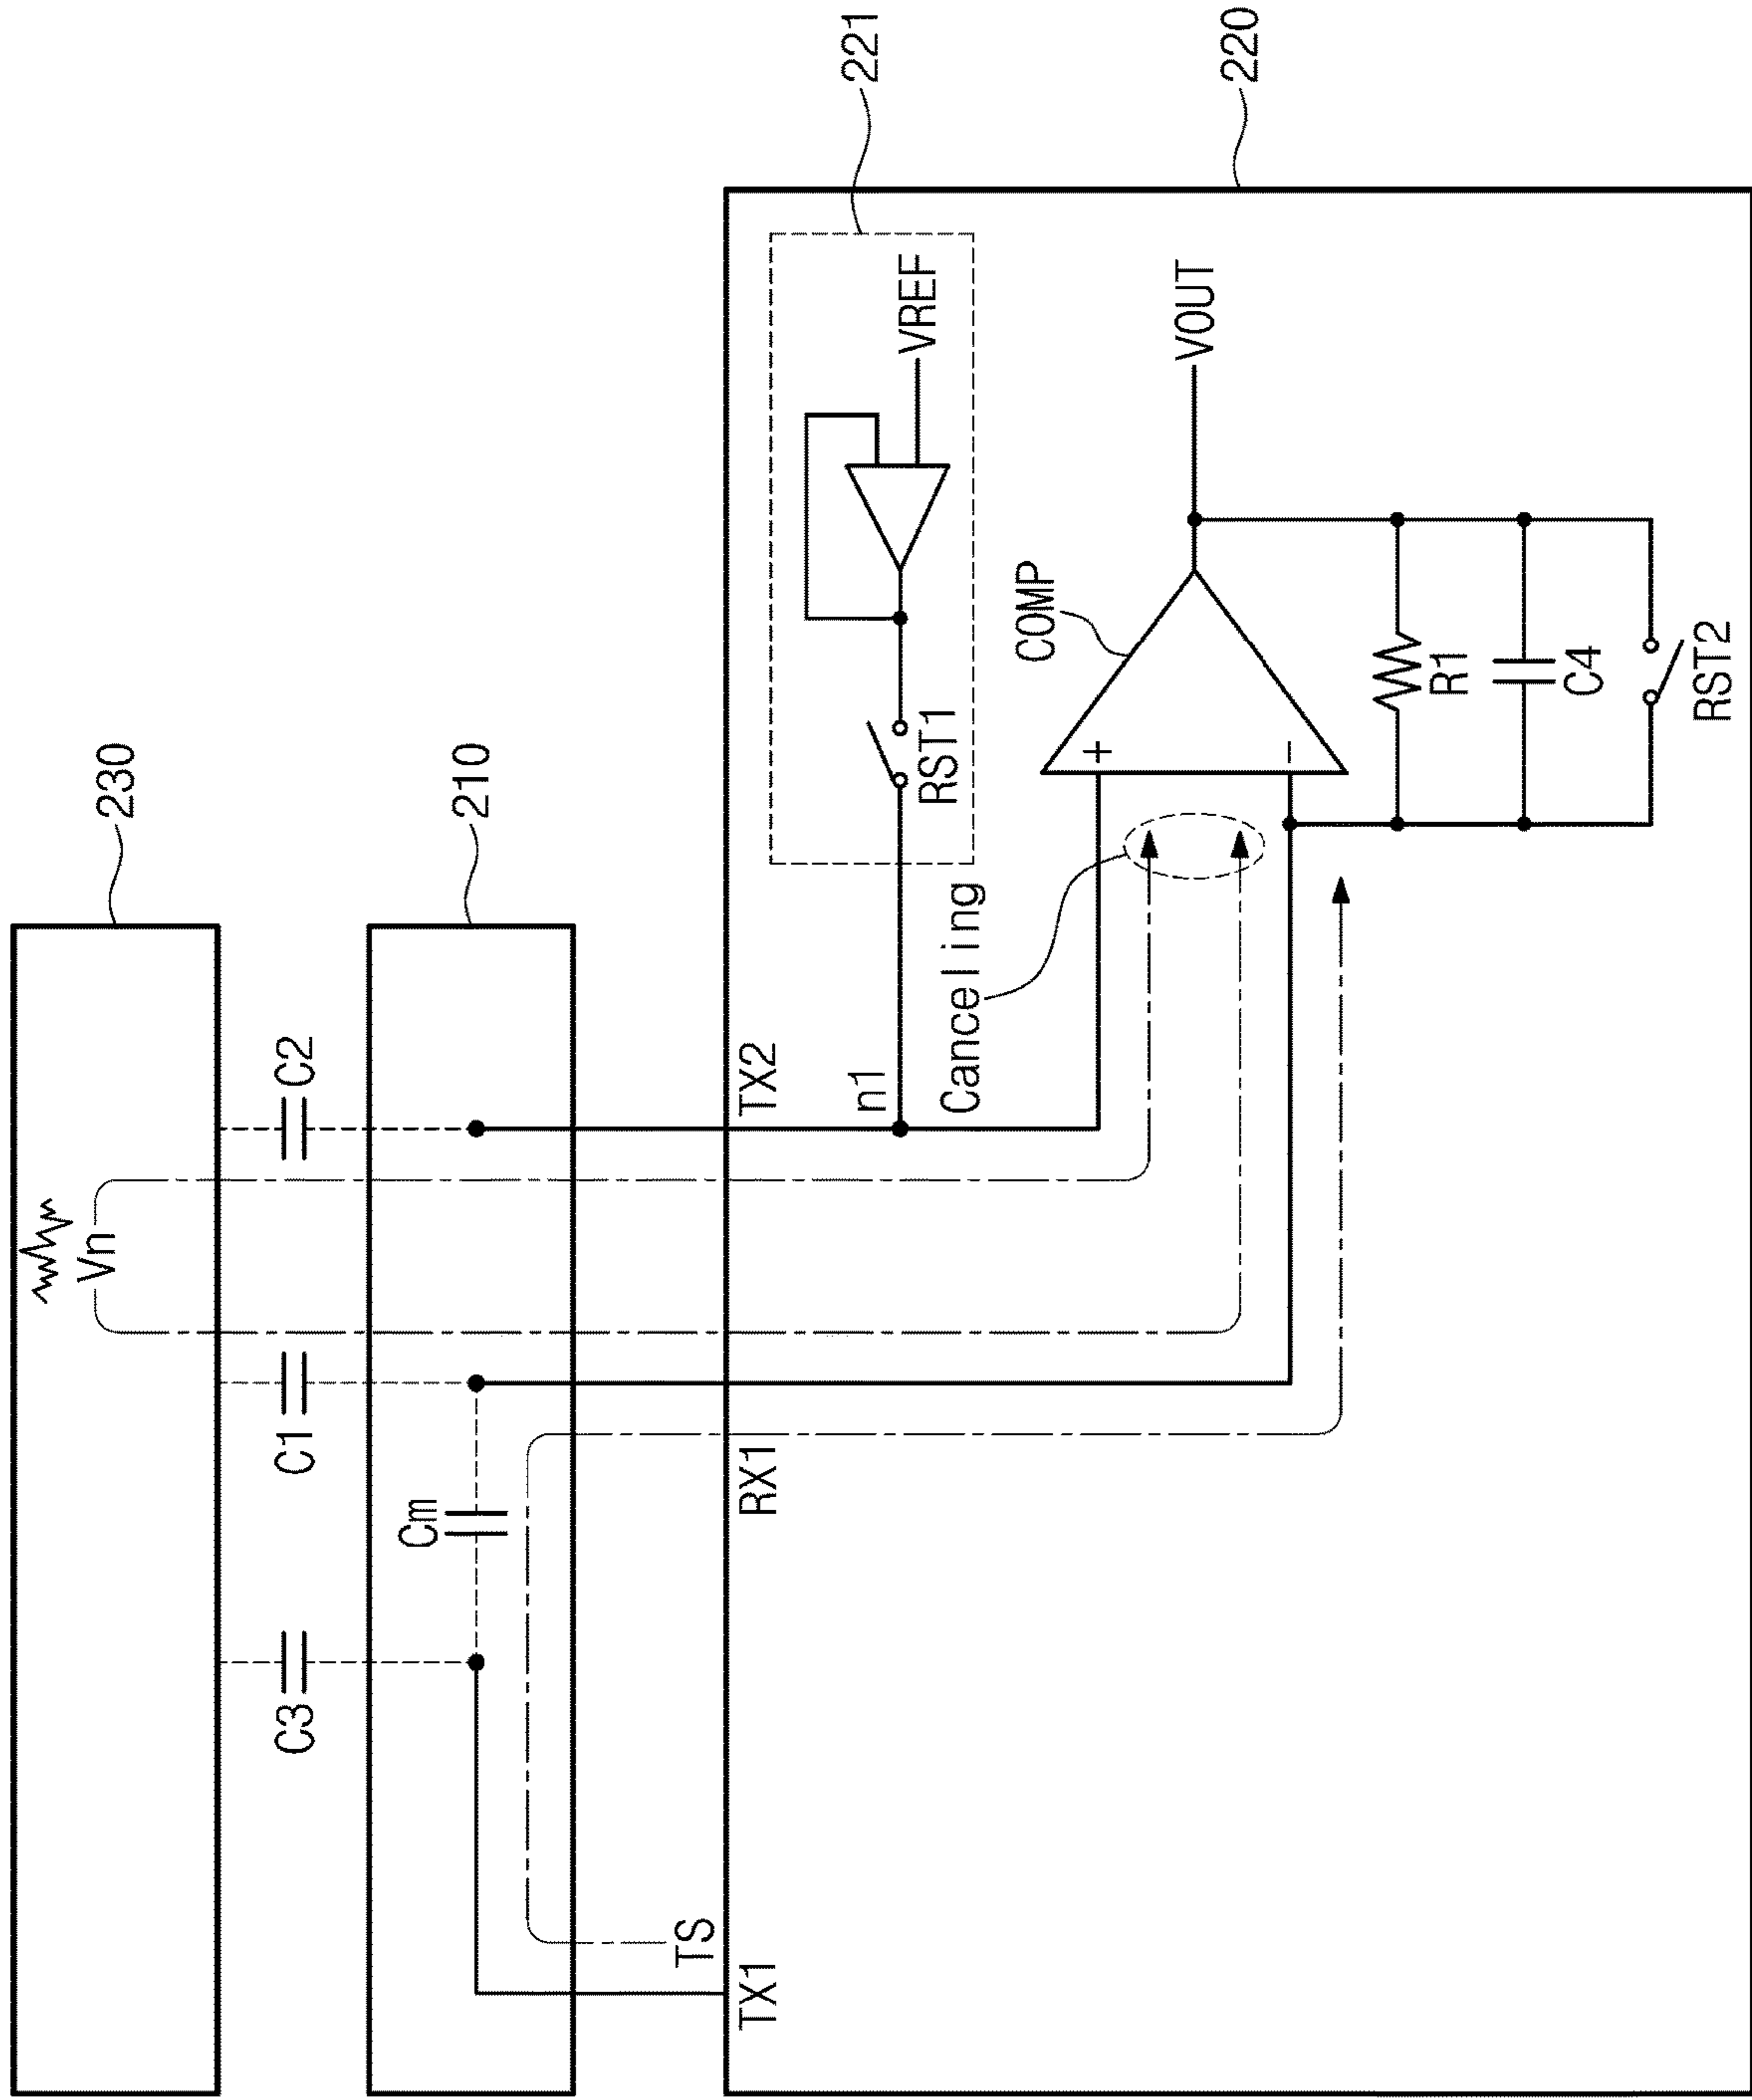 230
Vn
C3
C1
C2
210
Cm
TS
TX1
RX1
TX2
220
221
n1
RST1
VREF
Canceling
COMP
+
-
VOUT
R1
C4
RST2